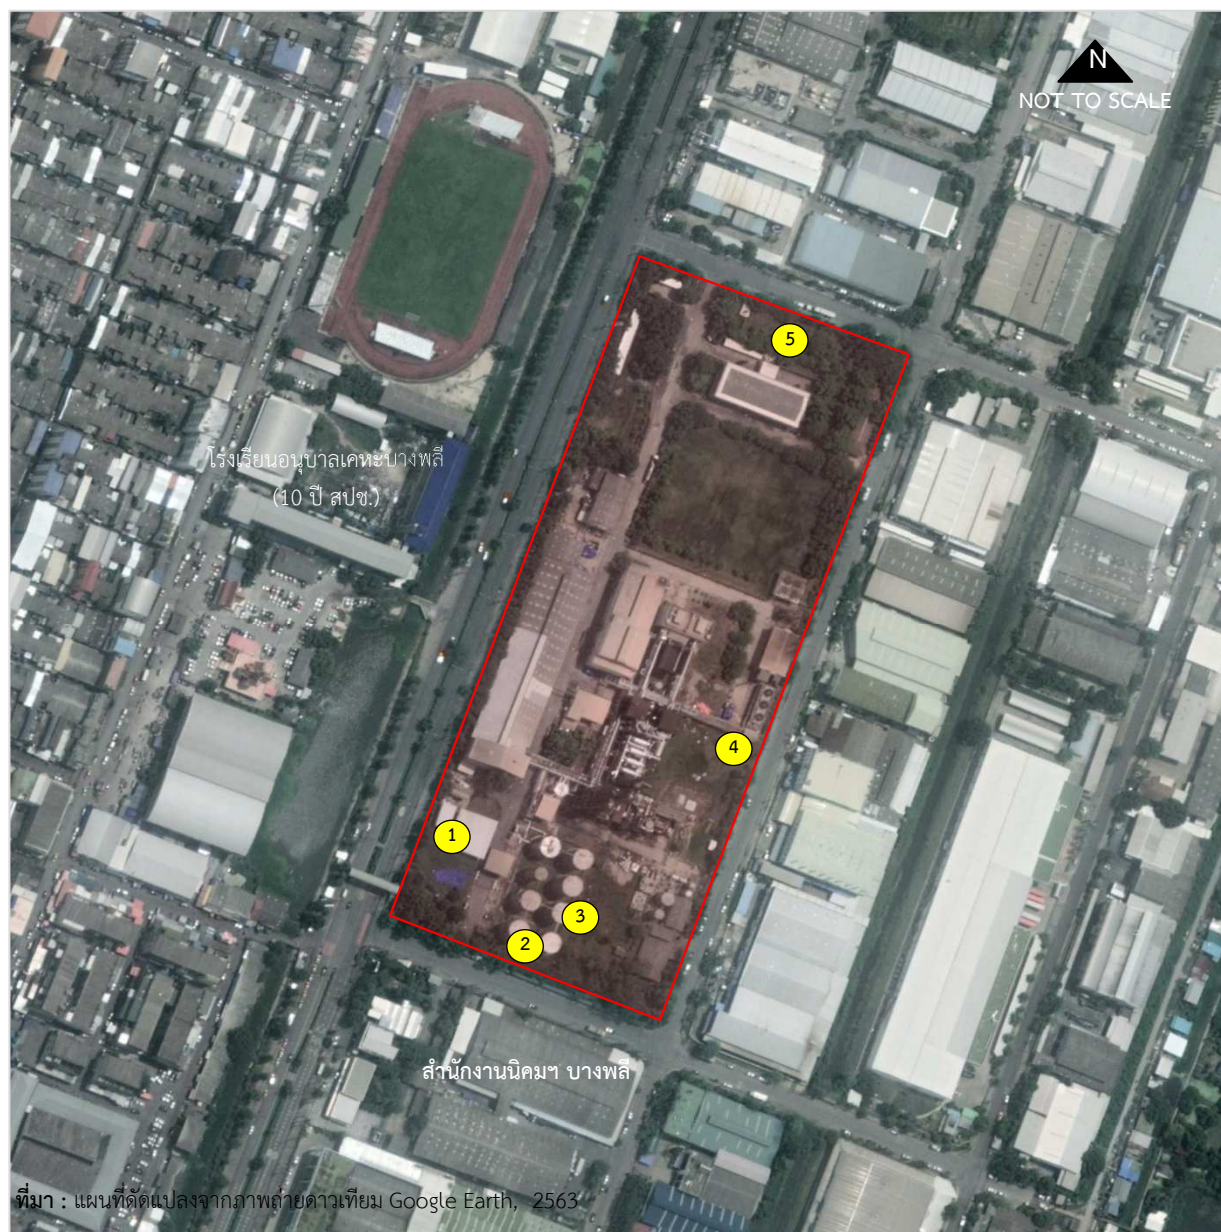 N
NOT TO SCALE
5
โรงเรียนอนุบาลเคหะบางพลี
(10 ปี สปช.)
4
1
3
2
สำนักงานนิคมฯ บางพลี
ที่มา : แผนที่ดัดแปลงจากภาพถ่ายดาวเทียม Google Earth, 2563